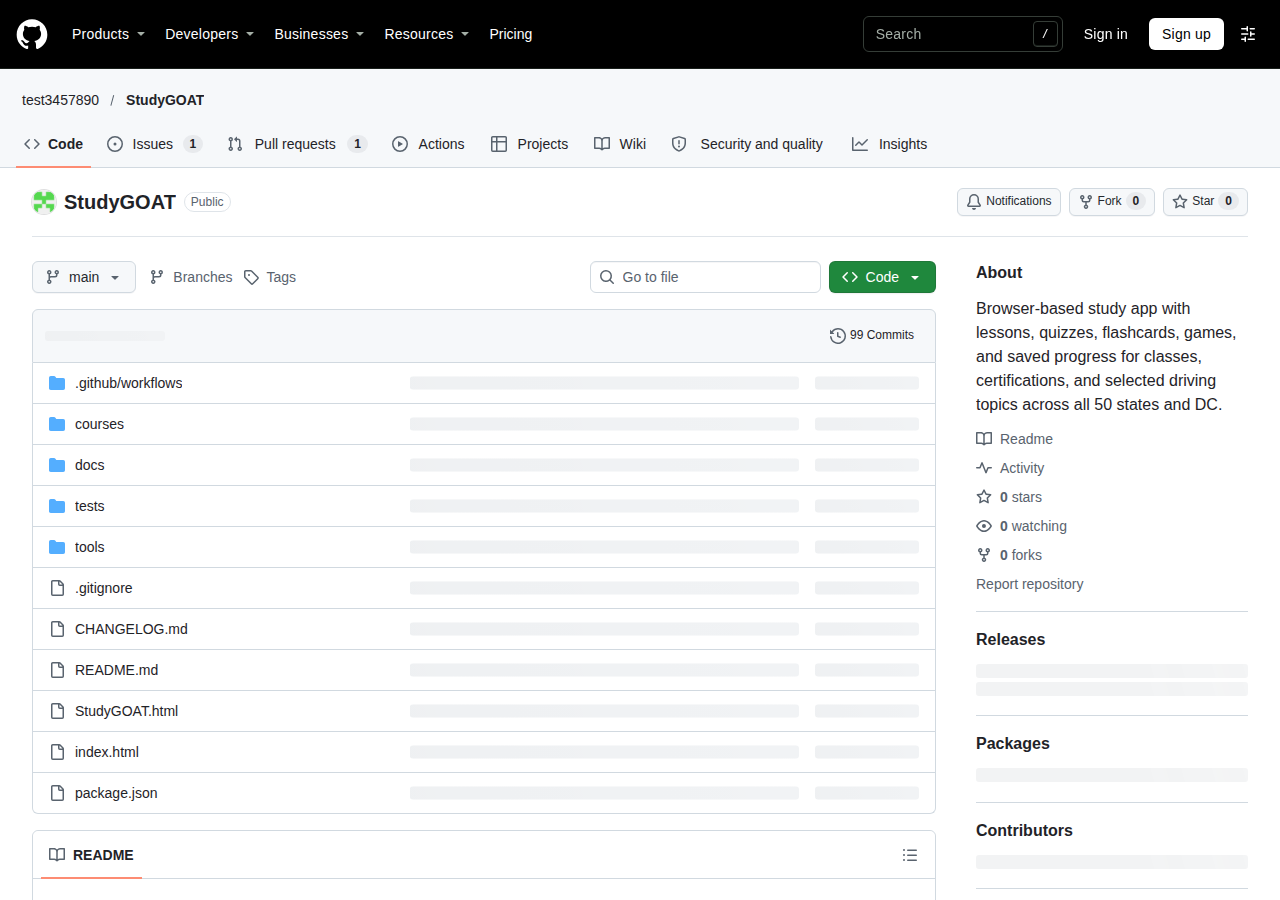 Products Developers Businesses Resources Pricing Search / Sign in Sign up
test3457890 / StudyGOAT
Code Issues 1 Pull requests 1 Actions Projects Wiki Security and quality Insights
StudyGOAT Public Notifications Fork 0 Star 0
main Branches Tags Go to file Code
99 Commits
.github/workflows
courses
docs
tests
tools
.gitignore
CHANGELOG.md
README.md
StudyGOAT.html
index.html
package.json
README
About
Browser-based study app with
lessons, quizzes, flashcards, games,
and saved progress for classes,
certifications, and selected driving
topics across all 50 states and DC.
Readme
Activity
0 stars
0 watching
0 forks
Report repository
Releases
Packages
Contributors